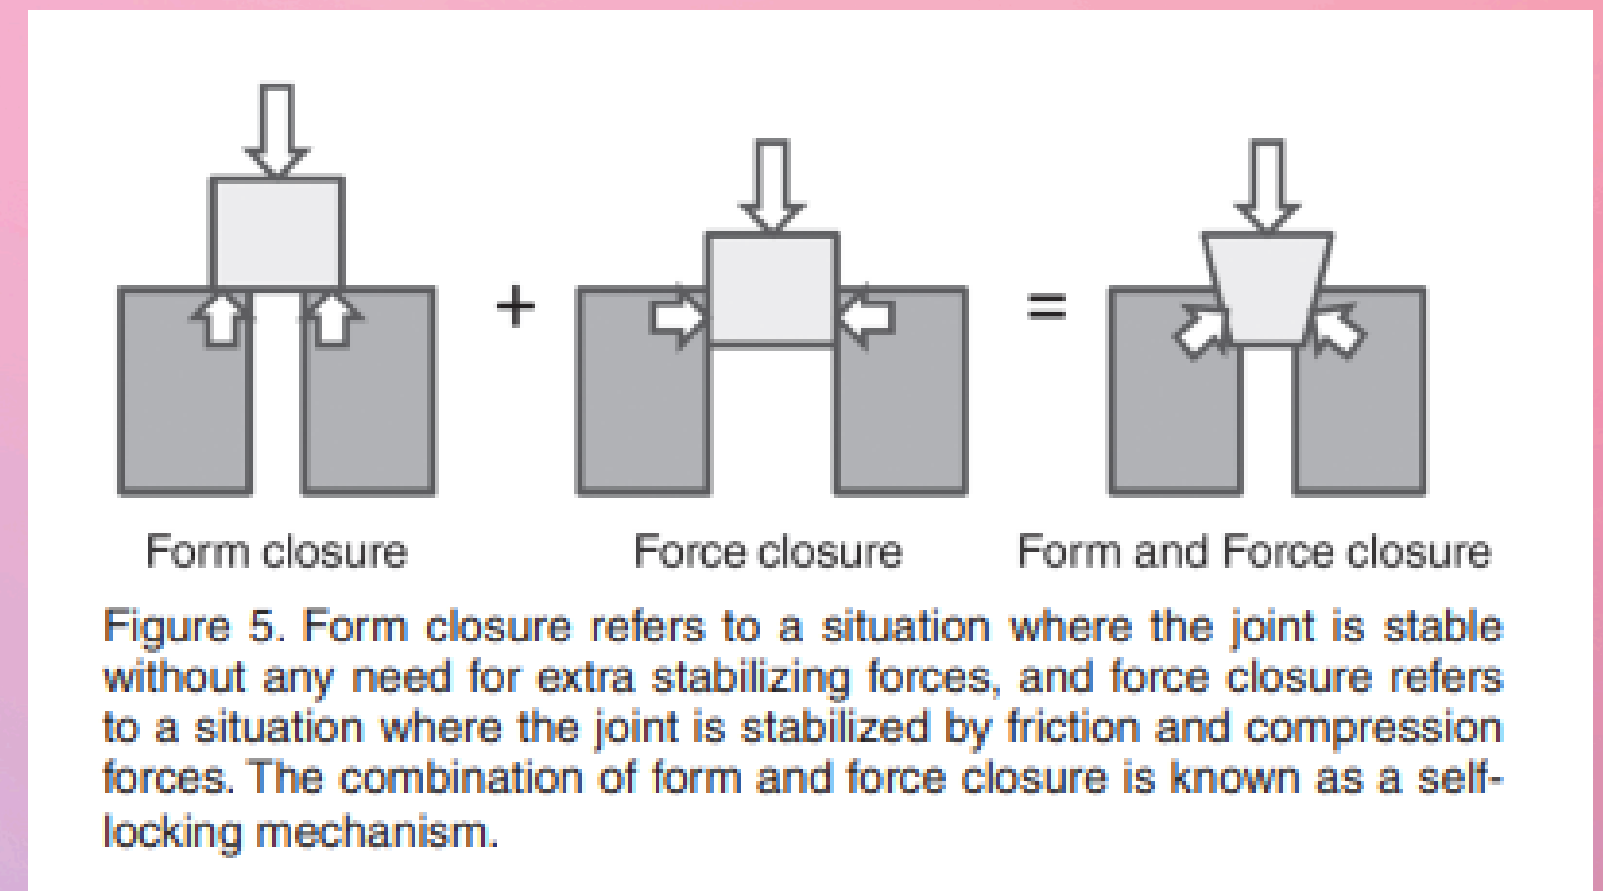 +
=
Form closure
Force closure
Form and Force closure
Figure 5. Form closure refers to a situation where the joint is stable
without any need for extra stabilizing forces, and force closure refers
to a situation where the joint is stabilized by friction and compression
forces. The combination of form and force closure is known as a self-
locking mechanism.